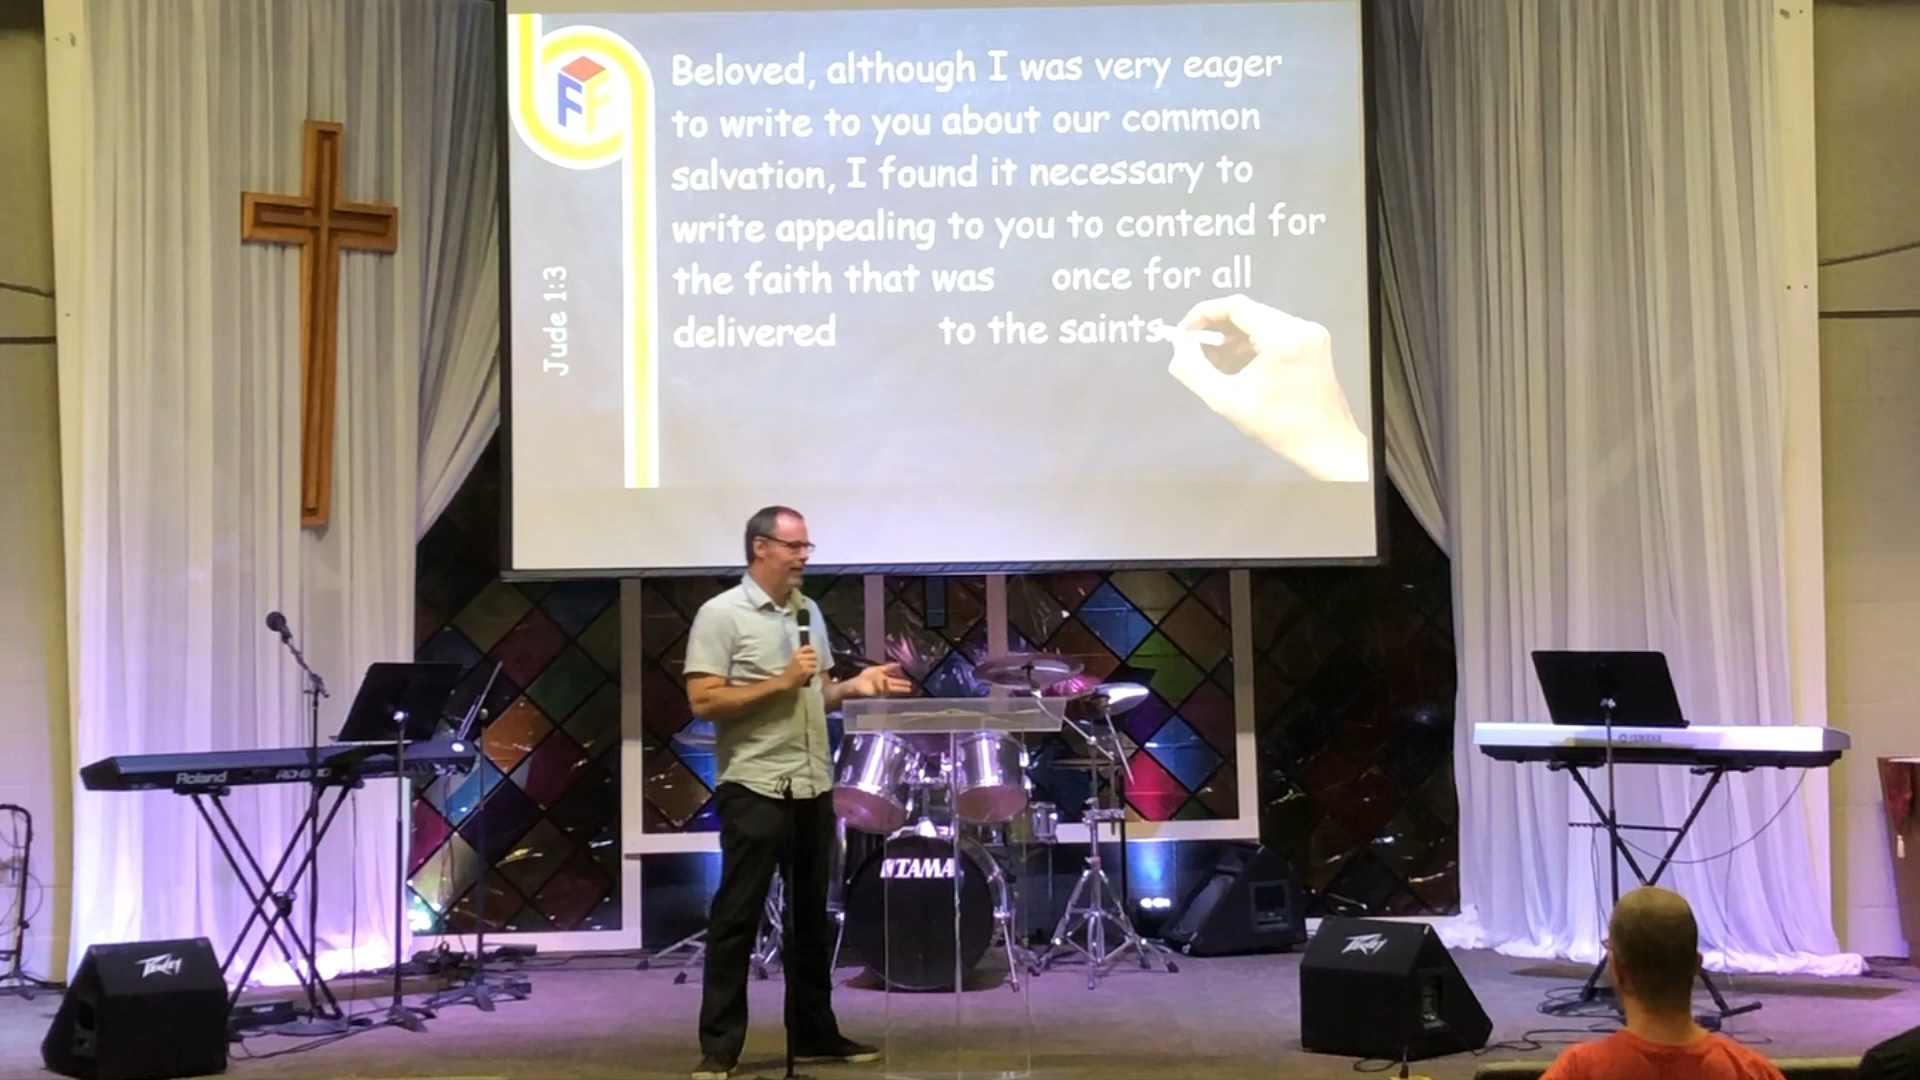 FF
Beloved, although I was very eager
to write to you about our common
salvation, I found it necessary to
write appealing to you to contend for
the faith that was once for all
delivered to the saints.
Jude 1:3
Roland
YAMAHA
TAMA
Peavey
Peavey